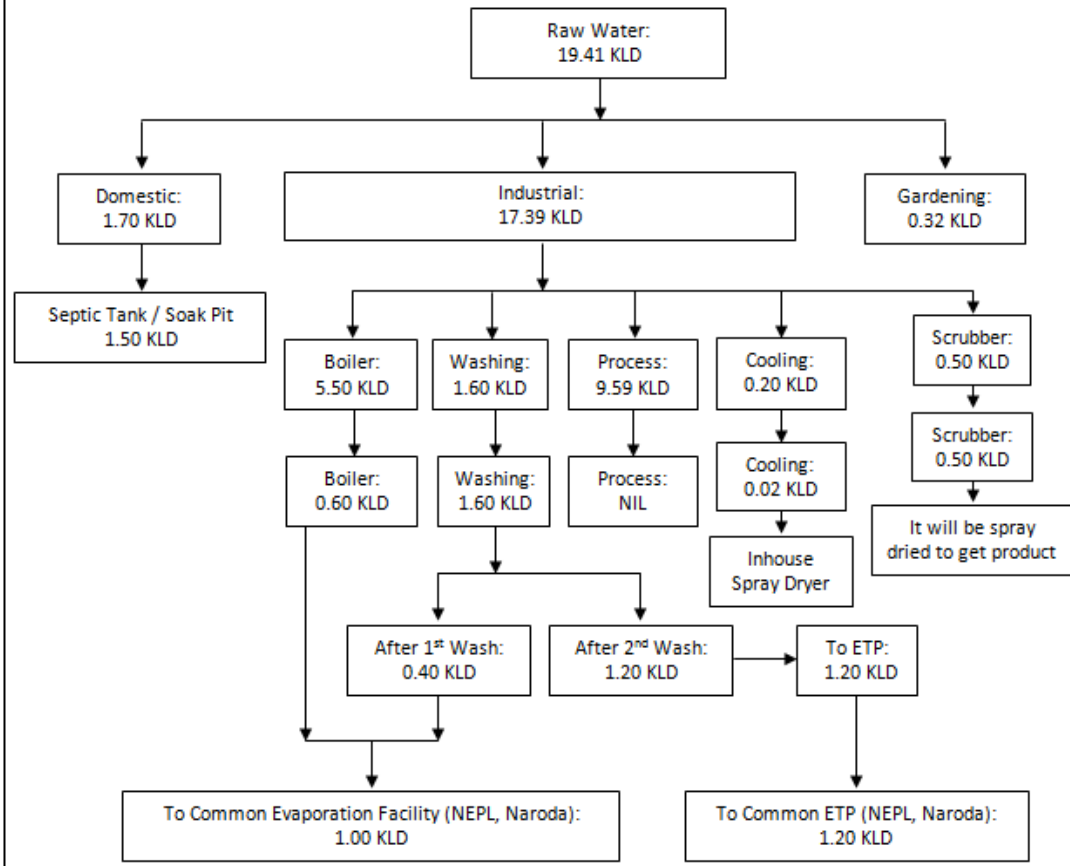 Raw Water:
19.41 KLD
Domestic:
1.70 KLD
Industrial:
17.39 KLD
Gardening:
0.32 KLD
Septic Tank / Soak Pit
1.50 KLD
Boiler:
5.50 KLD
Washing:
1.60 KLD
Process:
9.59 KLD
Cooling:
0.20 KLD
Scrubber:
0.50 KLD
Boiler:
0.60 KLD
Washing:
1.60 KLD
Process:
NIL
Cooling:
0.02 KLD
Scrubber:
0.50 KLD
Inhouse
Spray Dryer
It will be spray
dried to get product
After 1st Wash:
0.40 KLD
After 2nd Wash:
1.20 KLD
To ETP:
1.20 KLD
To Common Evaporation Facility (NEPL, Naroda):
1.00 KLD
To Common ETP (NEPL, Naroda):
1.20 KLD